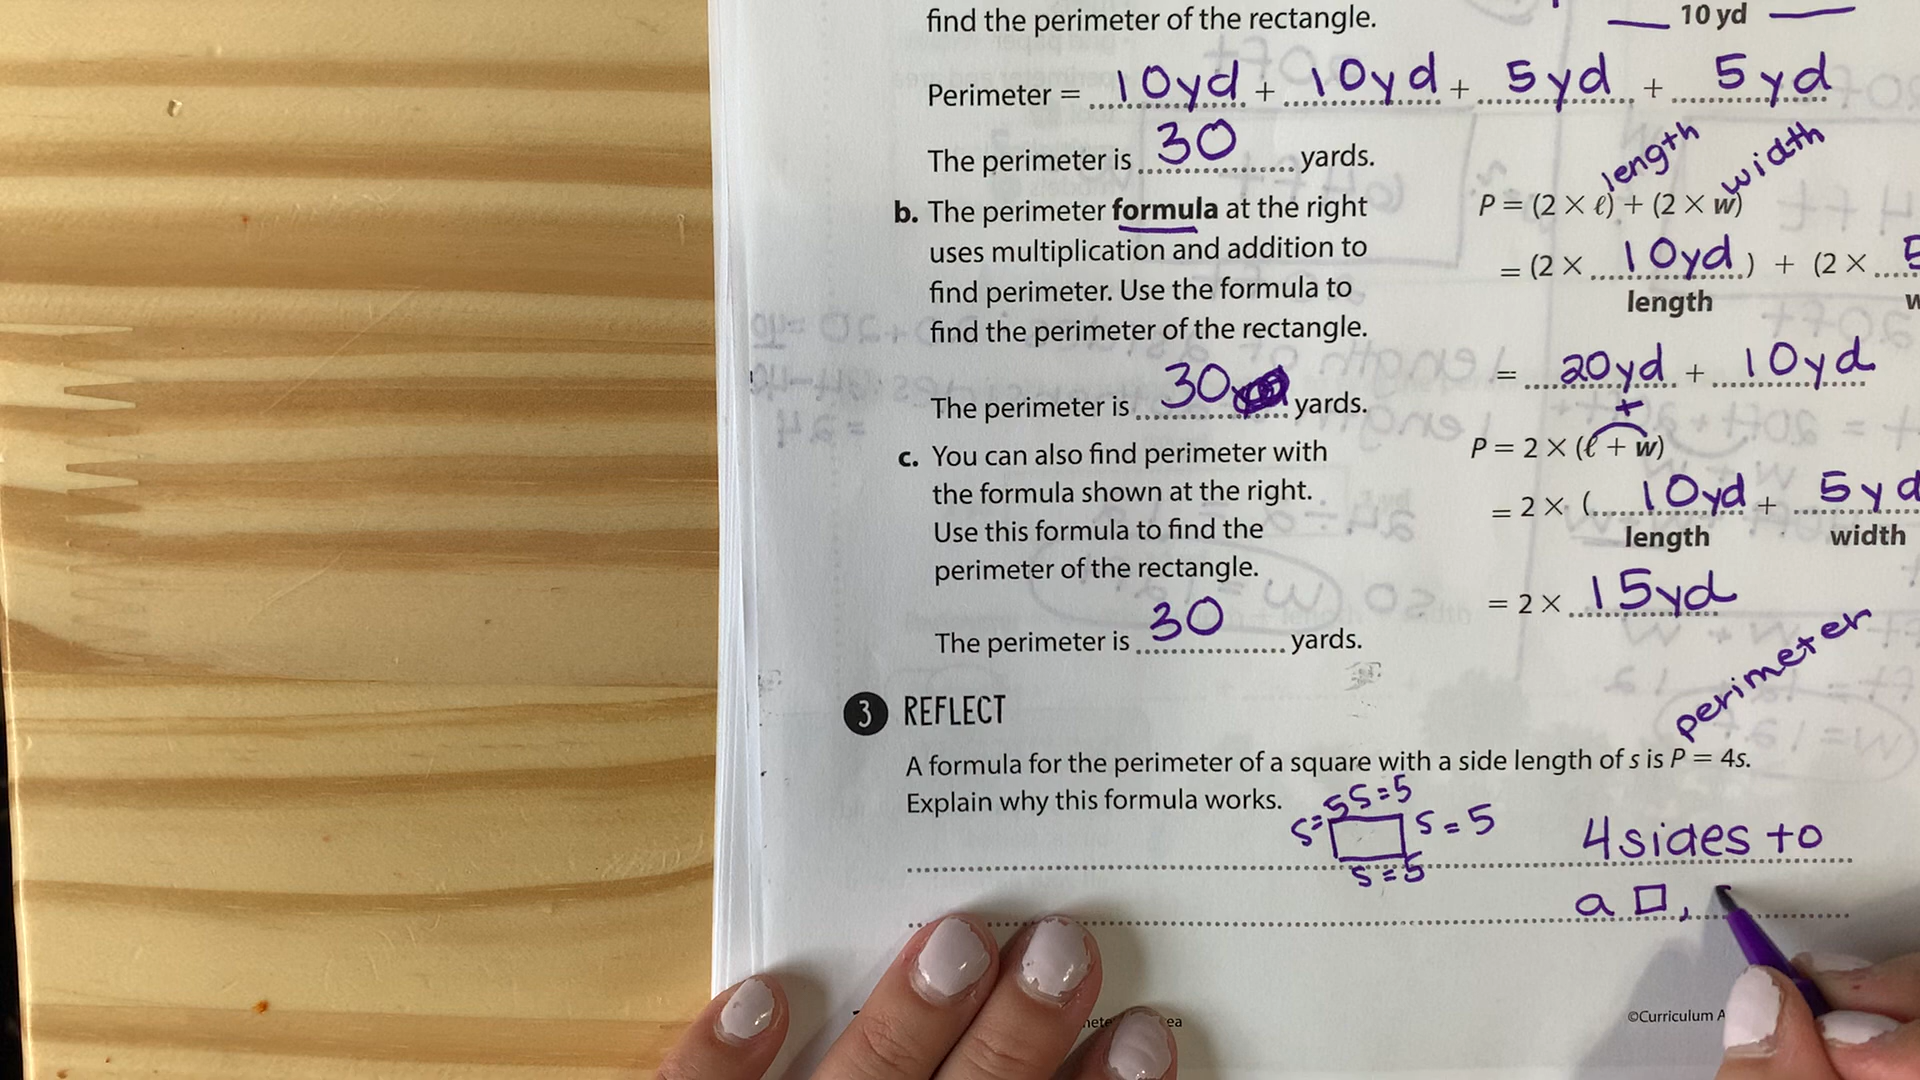 find the perimeter of the rectangle.
10 yd
Perimeter = 10yd + 10yd + 5yd + 5yd
The perimeter is 30 yards.
length width
b. The perimeter formula at the right
uses multiplication and addition to
find perimeter. Use the formula to
find the perimeter of the rectangle.
The perimeter is 30 yards.
P = (2 × ℓ) + (2 × w)
= (2 × 10yd) + (2 × 5
length w
= 20yd + 10yd
c. You can also find perimeter with
the formula shown at the right.
Use this formula to find the
perimeter of the rectangle.
The perimeter is 30 yards.
+
P = 2 × (ℓ + w)
= 2 × (10yd + 5yd
length width
= 2 × 15yd
perimeter
3 REFLECT
A formula for the perimeter of a square with a side length of s is P = 4s.
Explain why this formula works.
s=5 s=5
s=5
s=5
4 sides to
a □,
©Curriculum A